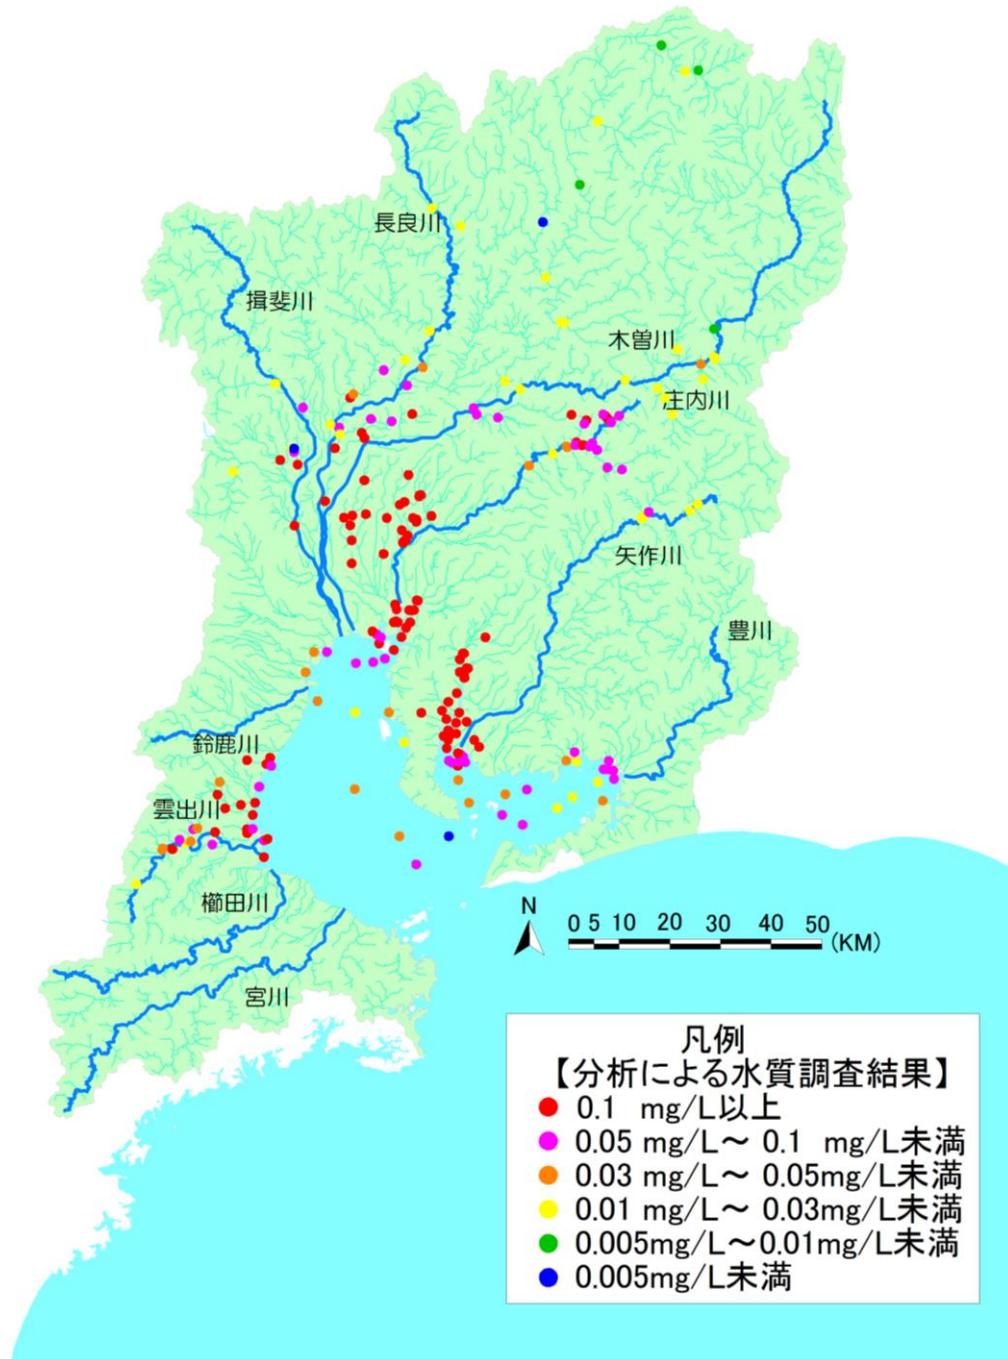 長良川
揖斐川
木曽川
庄内川
矢作川
豊川
鈴鹿川
雲出川
櫛田川
宮川
N
0 5 10 20 30 40 50
(KM)
凡例
【分析による水質調査結果】
0.1 mg/L以上
0.05 mg/L～ 0.1 mg/L未満
0.03 mg/L～ 0.05mg/L未満
0.01 mg/L～ 0.03mg/L未満
0.005mg/L～0.01mg/L未満
0.005mg/L未満